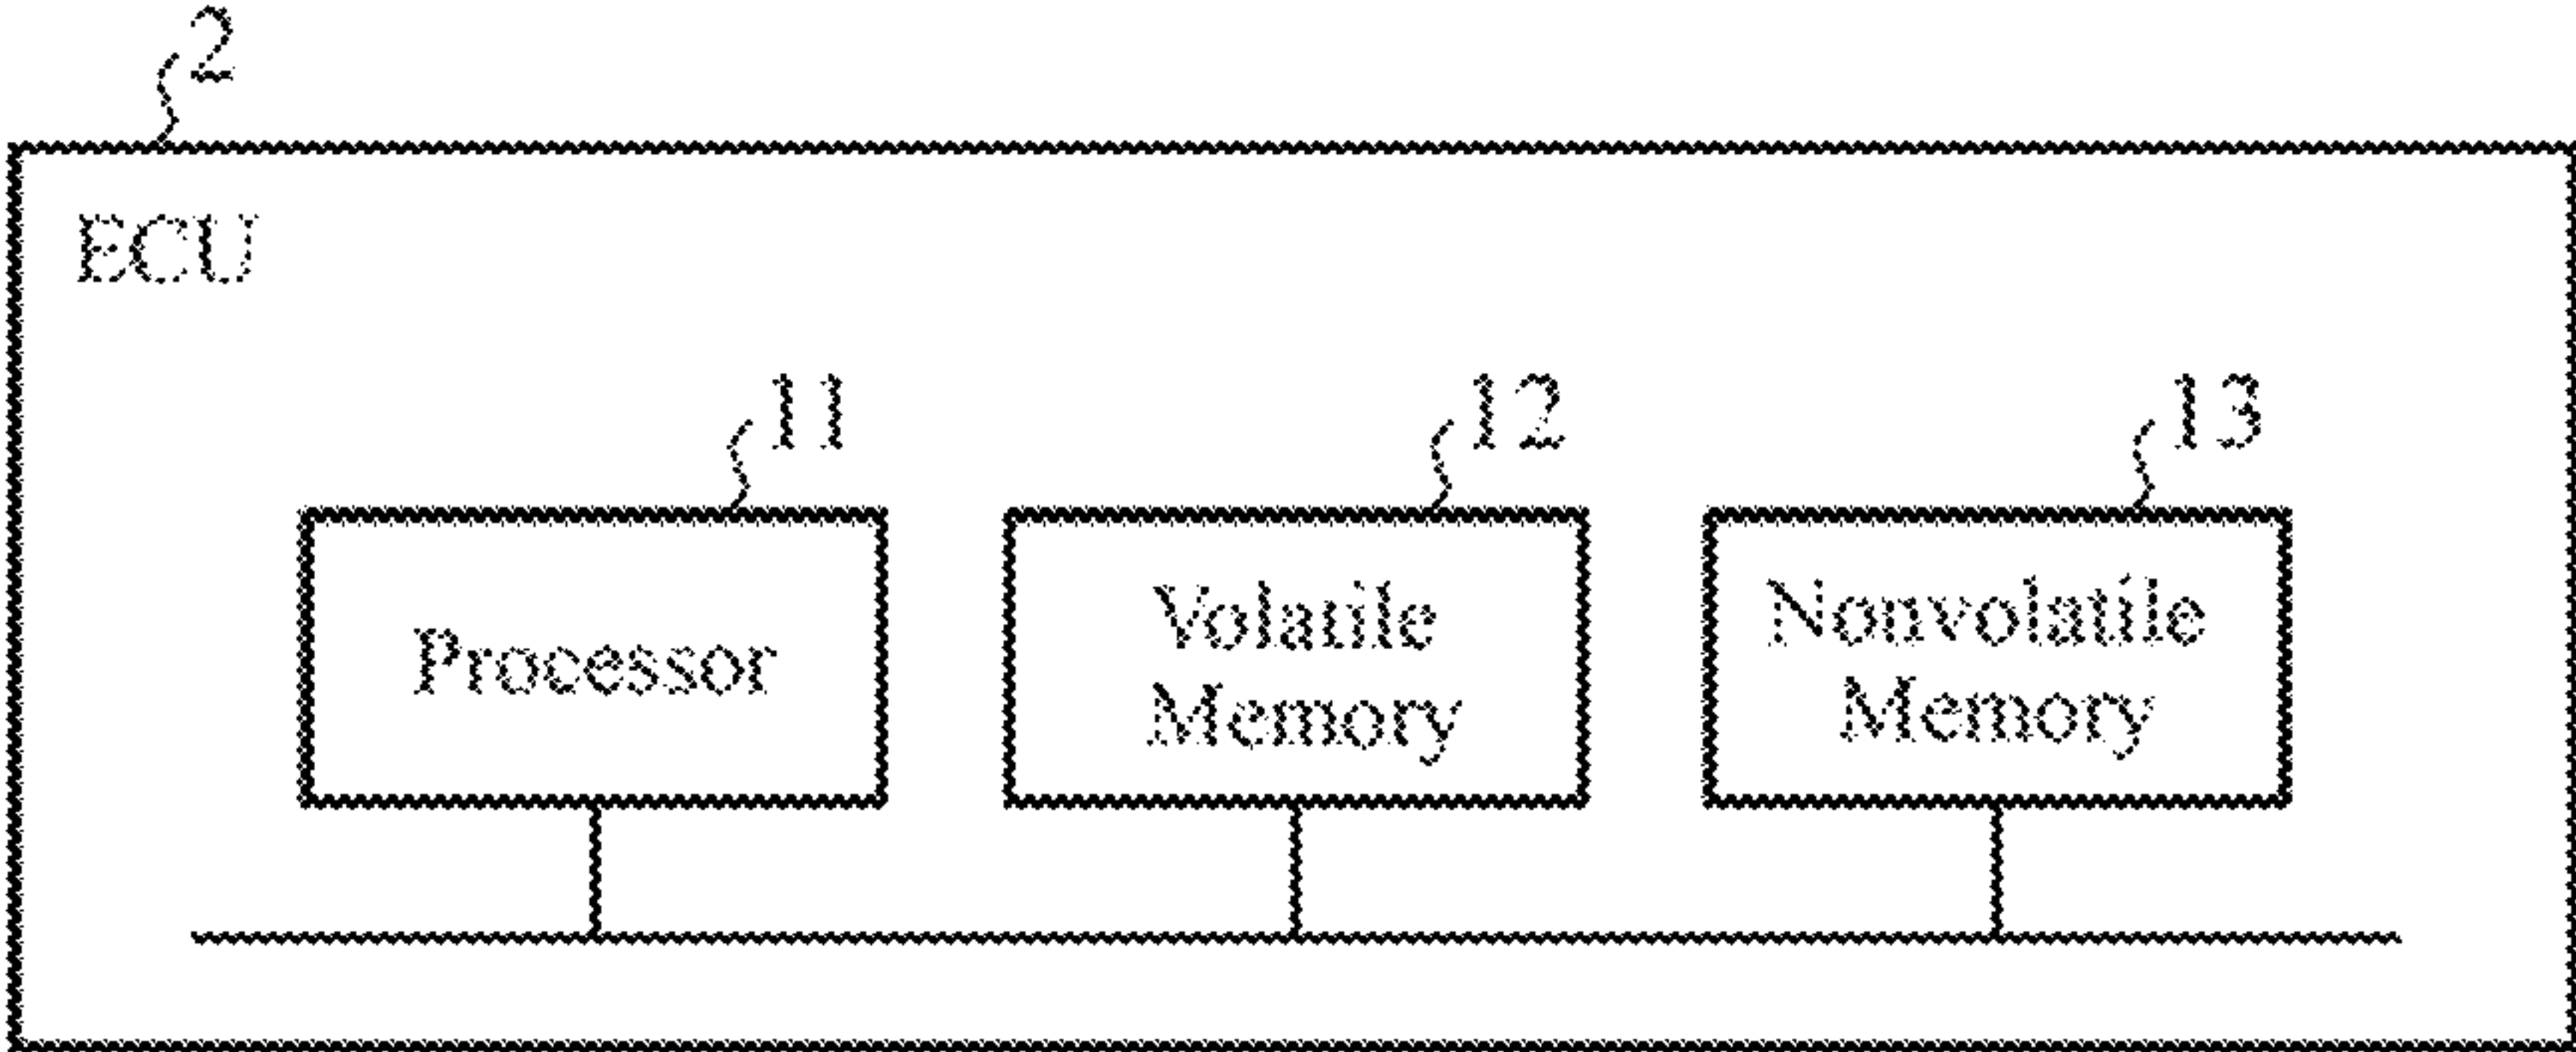 2
ECU
11
12
13
Processor
Volatile
Memory
Nonvolatile
Memory